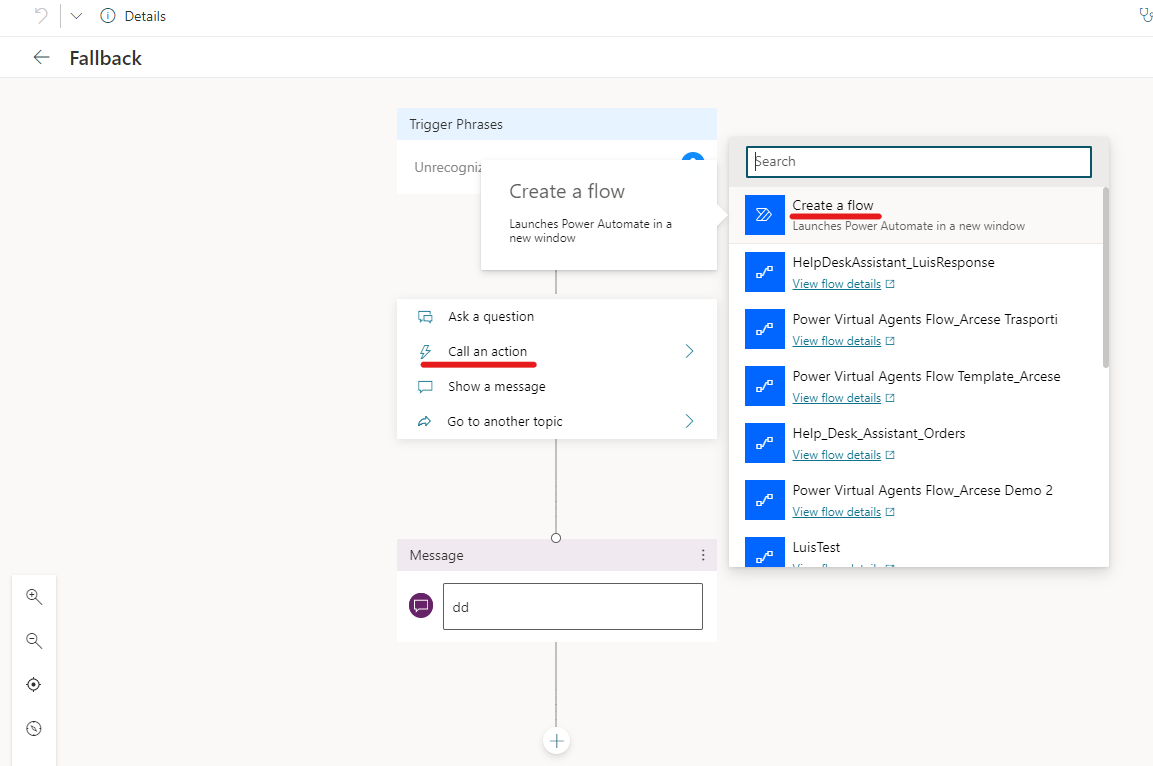 Details
Fallback
Trigger Phrases
Create a flow
Launches Power Automate in a
new window
Ask a question
Call an action
Show a message
Go to another topic
Message
dd
Search
Create a flow
Launches Power Automate in a new window
HelpDeskAssistant_LuisResponse
View flow details
Power Virtual Agents Flow_Arcese Trasporti
View flow details
Power Virtual Agents Flow Template_Arcese
View flow details
Help_Desk_Assistant_Orders
View flow details
Power Virtual Agents Flow_Arcese Demo 2
View flow details
LuisTest